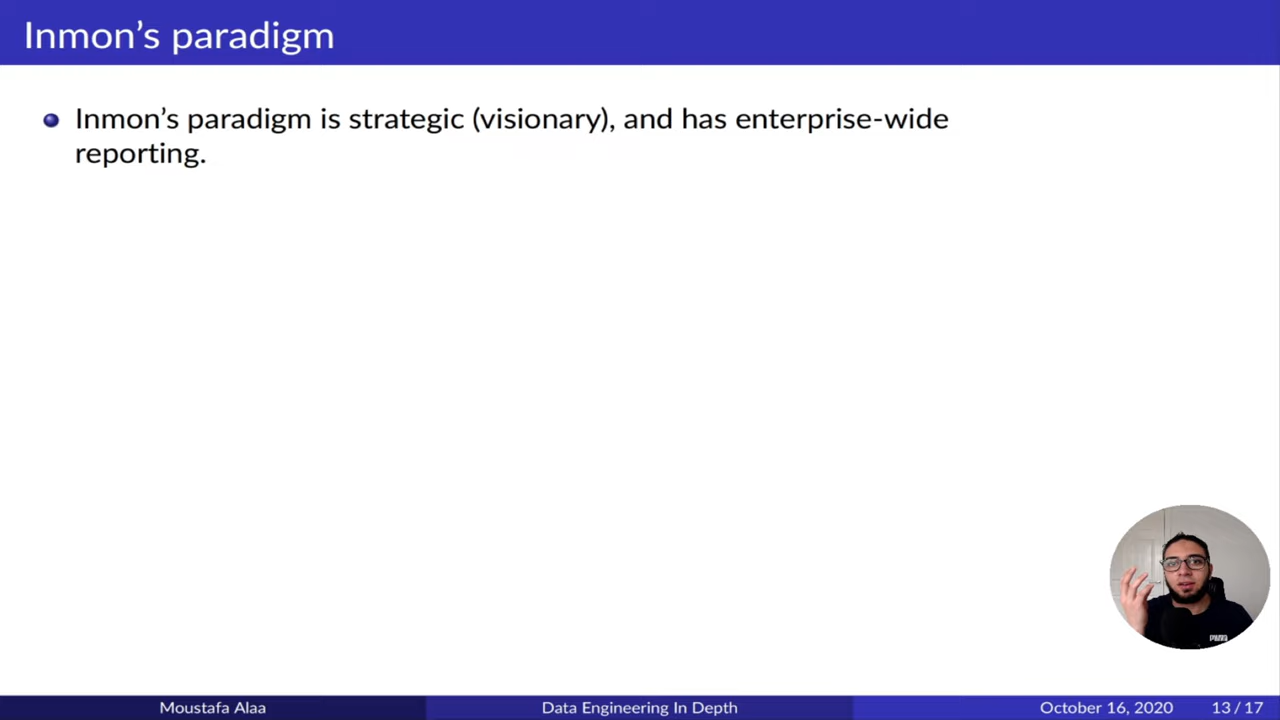 Inmon's paradigm
Inmon's paradigm is strategic (visionary), and has enterprise-wide
reporting.
Moustafa Alaa
Data Engineering In Depth
October 16, 2020
13 / 17